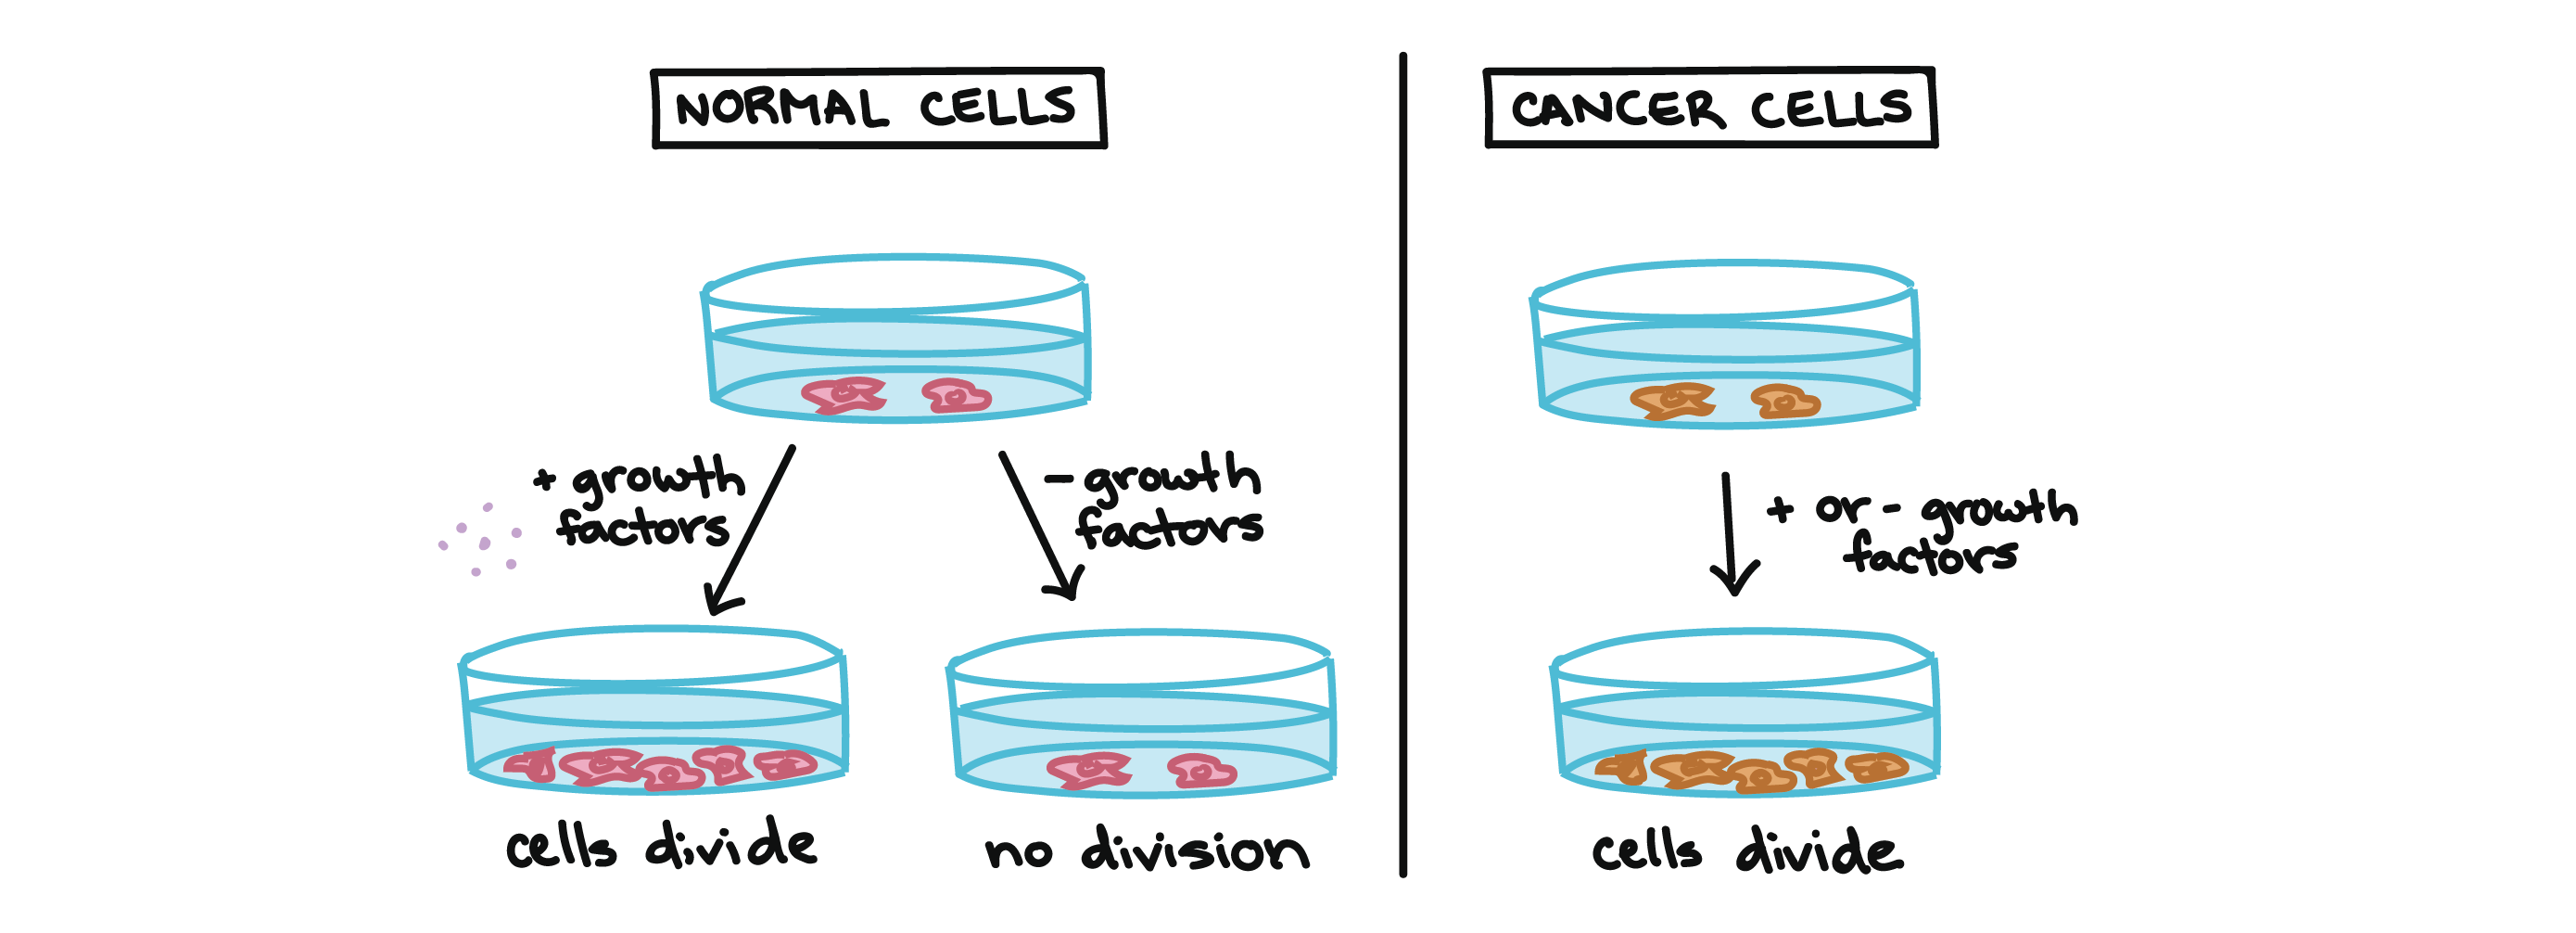 NORMAL CELLS
CANCER CELLS
+ growth
factors
- growth
factors
+ or - growth
factors
cells divide
no division
cells divide